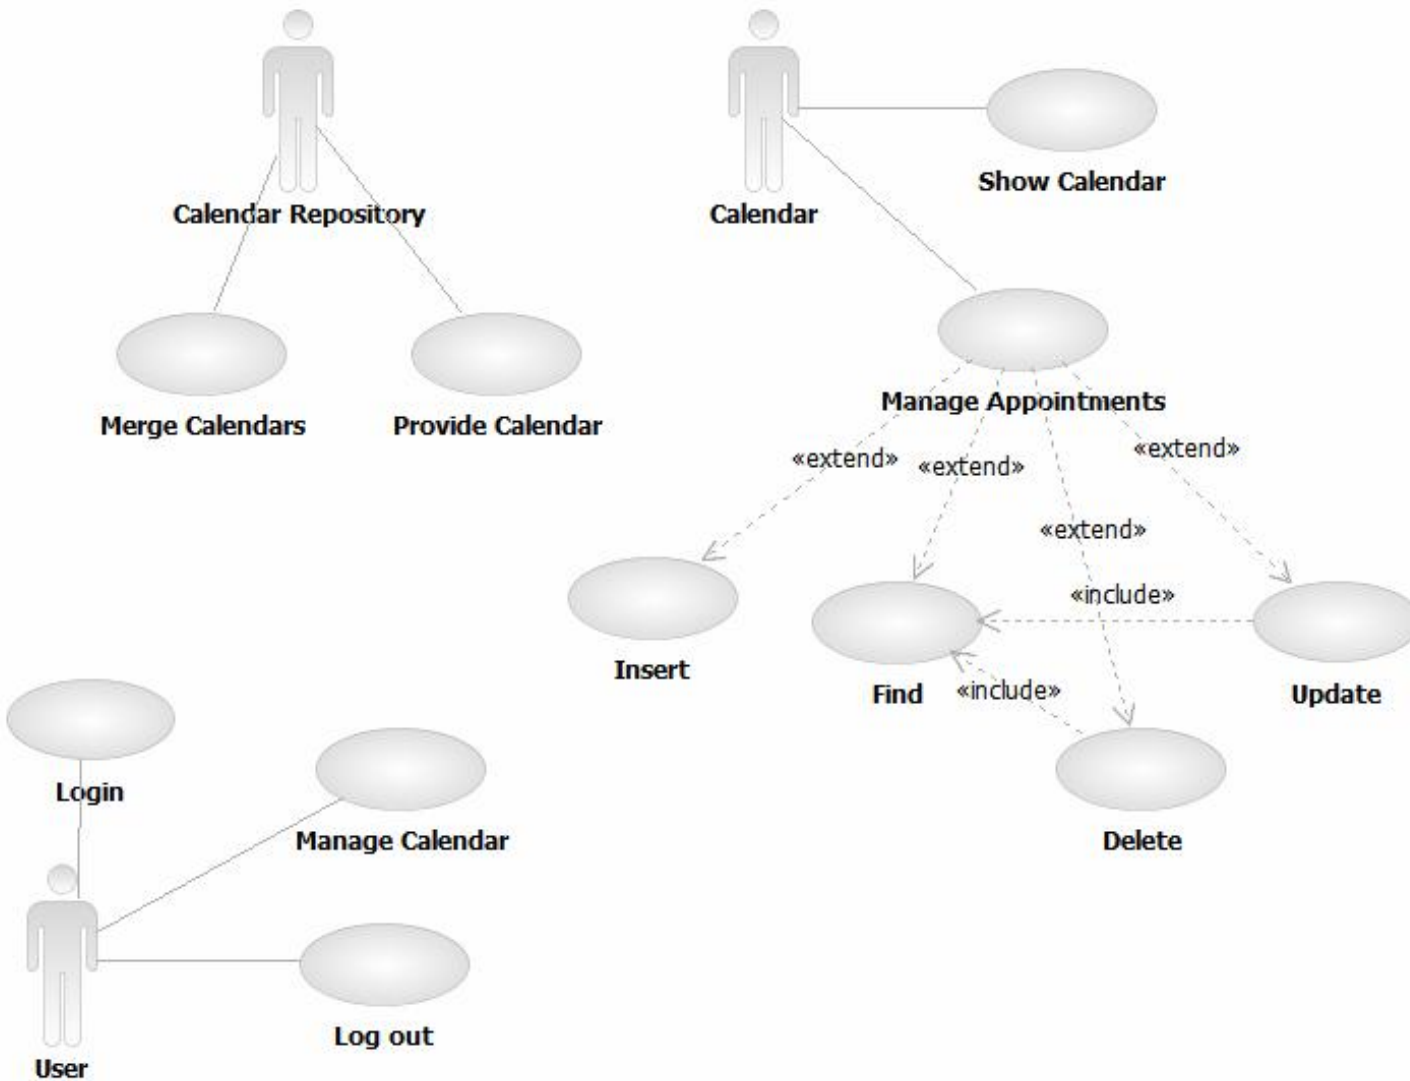 Calendar Repository
Calendar
Show Calendar
Merge Calendars
Provide Calendar
Manage Appointments
«extend»
«extend»
«extend»
«extend»
«include»
Insert
Find
«include»
Update
Login
Manage Calendar
Delete
Log out
User